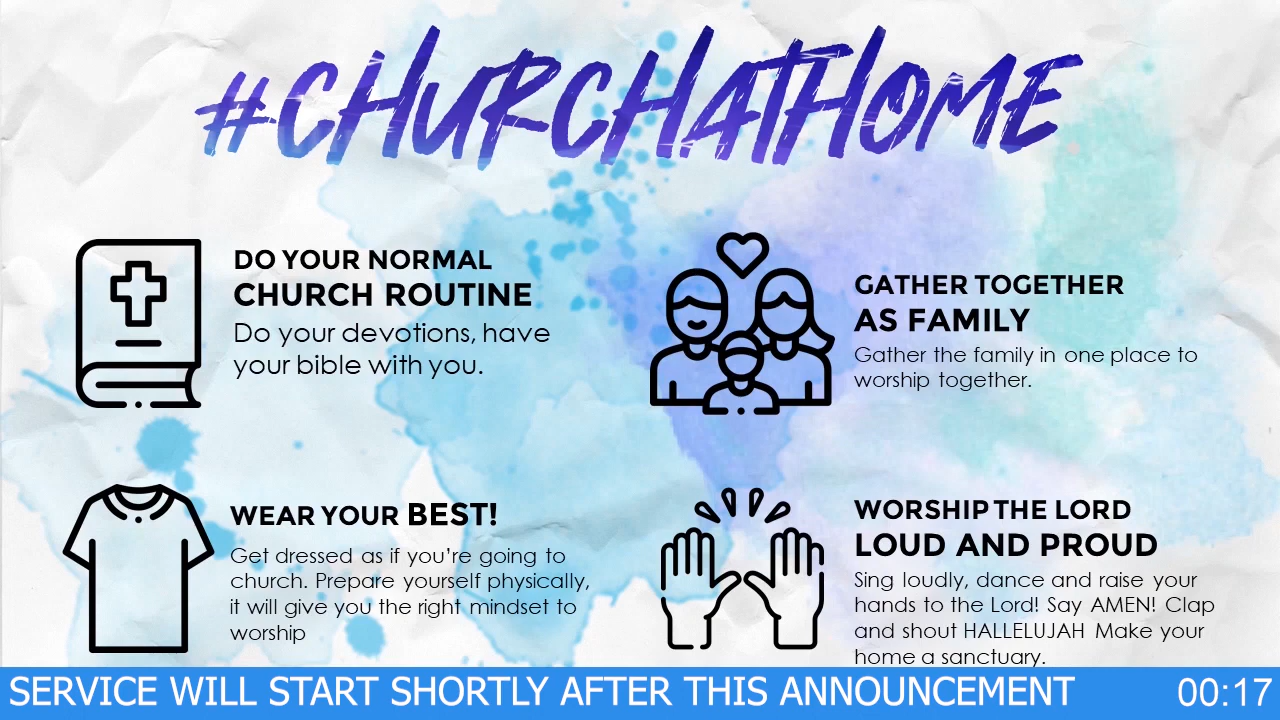 #CHURCHATHOME
DO YOUR NORMAL
CHURCH ROUTINE
Do your devotions, have
your bible with you.
GATHER TOGETHER
AS FAMILY
Gather the family in one place to
worship together.
WEAR YOUR BEST!
Get dressed as if you're going to
church. Prepare yourself physically,
it will give you the right mindset to
worship
WORSHIP THE LORD
LOUD AND PROUD
Sing loudly, dance and raise your
hands to the Lord! Say AMEN! Clap
and shout HALLELUJAH Make your
home a sanctuary.
SERVICE WILL START SHORTLY AFTER THIS ANNOUNCEMENT 00:17